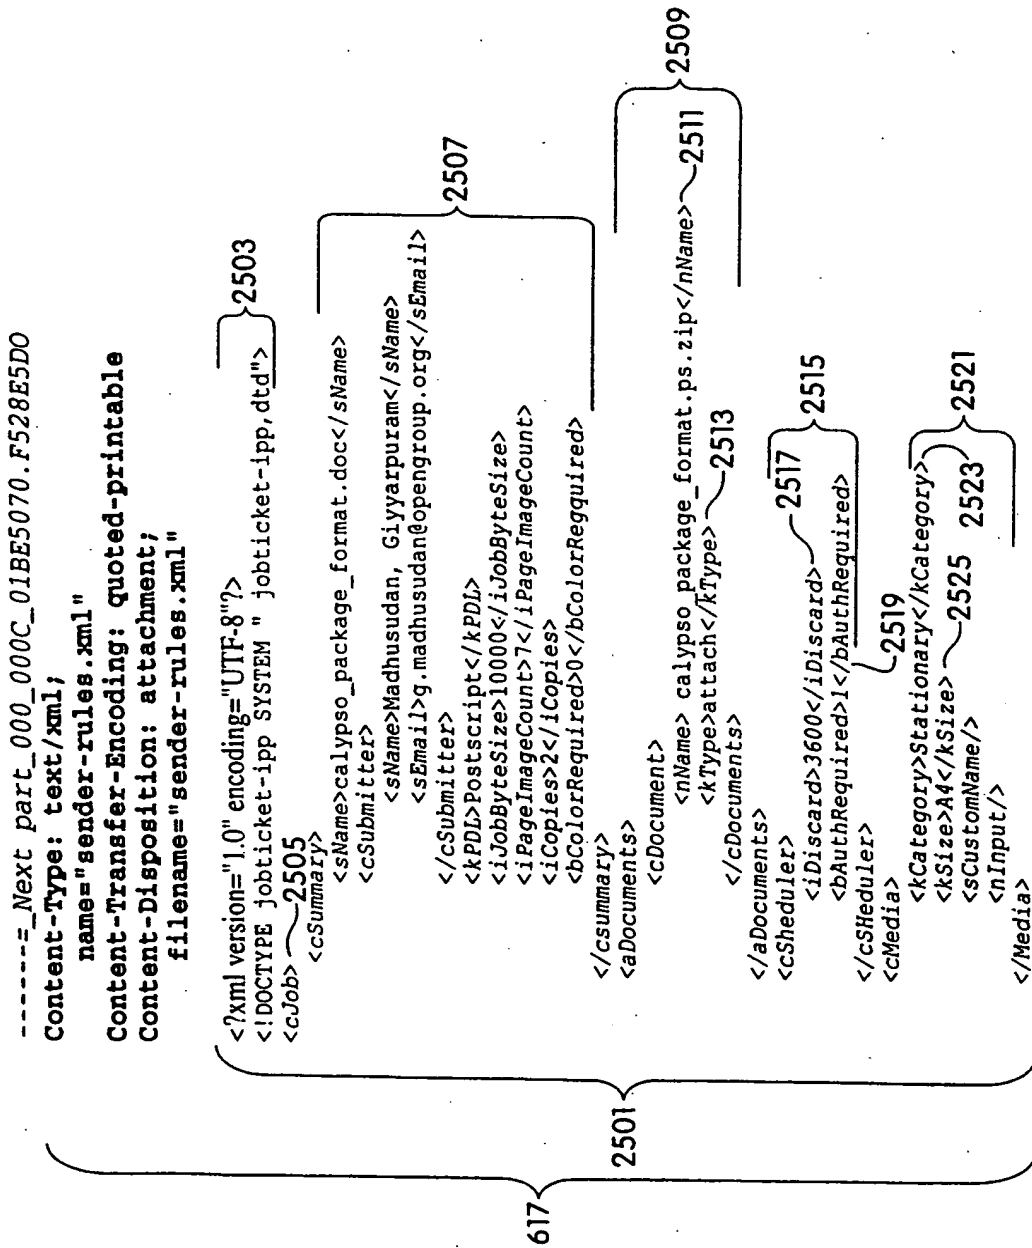 ------=_Next part_000_000C_01BE5070.F528E5D0
Content-Type: text/xml;
name="sender-rules.xml"
Content-Transfer-Encoding: quoted-printable
Content-Disposition: attachment;
filename="sender-rules.xml"
<?xml version="1.0" encoding="UTF-8"?>
<!DOCTYPE jobticket-ipp SYSTEM " jobticket-ipp,dtd"> 2503
<cJob> 2505
<cSummary>
<sName>calypso_package_format.doc</sName>
<cSubmitter>
<sName>Madhusudan, Giyyarpuram</sName>
<sEmail>g.madhusudan@opengroup.org</sEmail>
</cSubmitter>
<kPDL>Postscript</kPDL>
<iJobByteSize>10000</iJobByteSize>
<iPageImageCount>7</iPageImageCount>
<iCopies>2</iCopies>
<bColorRequired>0</bColorRegquired>
2507
</csummary>
<aDocuments>
<cDocument>
<nName> calypso_package_format.ps.zip</nName> 2511
<kType>attach</kType> 2513
</cDocuments>
2509
</aDocuments>
<cSheduler>
<iDiscard>3600</iDiscard> 2517
<bAuthRequired>1</bAuthRequired>
2515
</cSHeduler> 2519
<cMedia>
<kCategory>Stationary</kCategory>
<kSize>A4</kSize> 2525 2523
<sCustomName/>
<nInput/>
2521
</Media>
2501
617